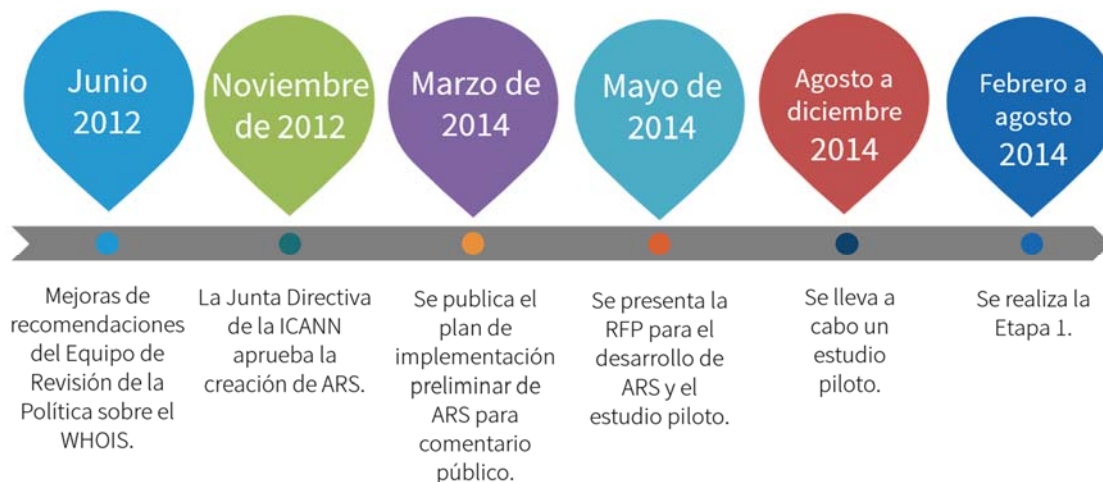 Junio
2012
Noviembre
de 2012
Marzo de
2014
Mayo de
2014
Agosto a
diciembre
2014
Febrero a
agosto
2014
Mejoras de
recomendaciones
del Equipo de
Revisión de la
Política sobre el
WHOIS.
La Junta Directiva
de la ICANN
aprueba la
creación de ARS.
Se publica el
plan de
implementación
preliminar de
ARS para
comentario
público.
Se presenta la
RFP para el
desarrollo de
ARS y el
estudio piloto.
Se lleva a
cabo un
estudio
piloto.
Se realiza la
Etapa 1.